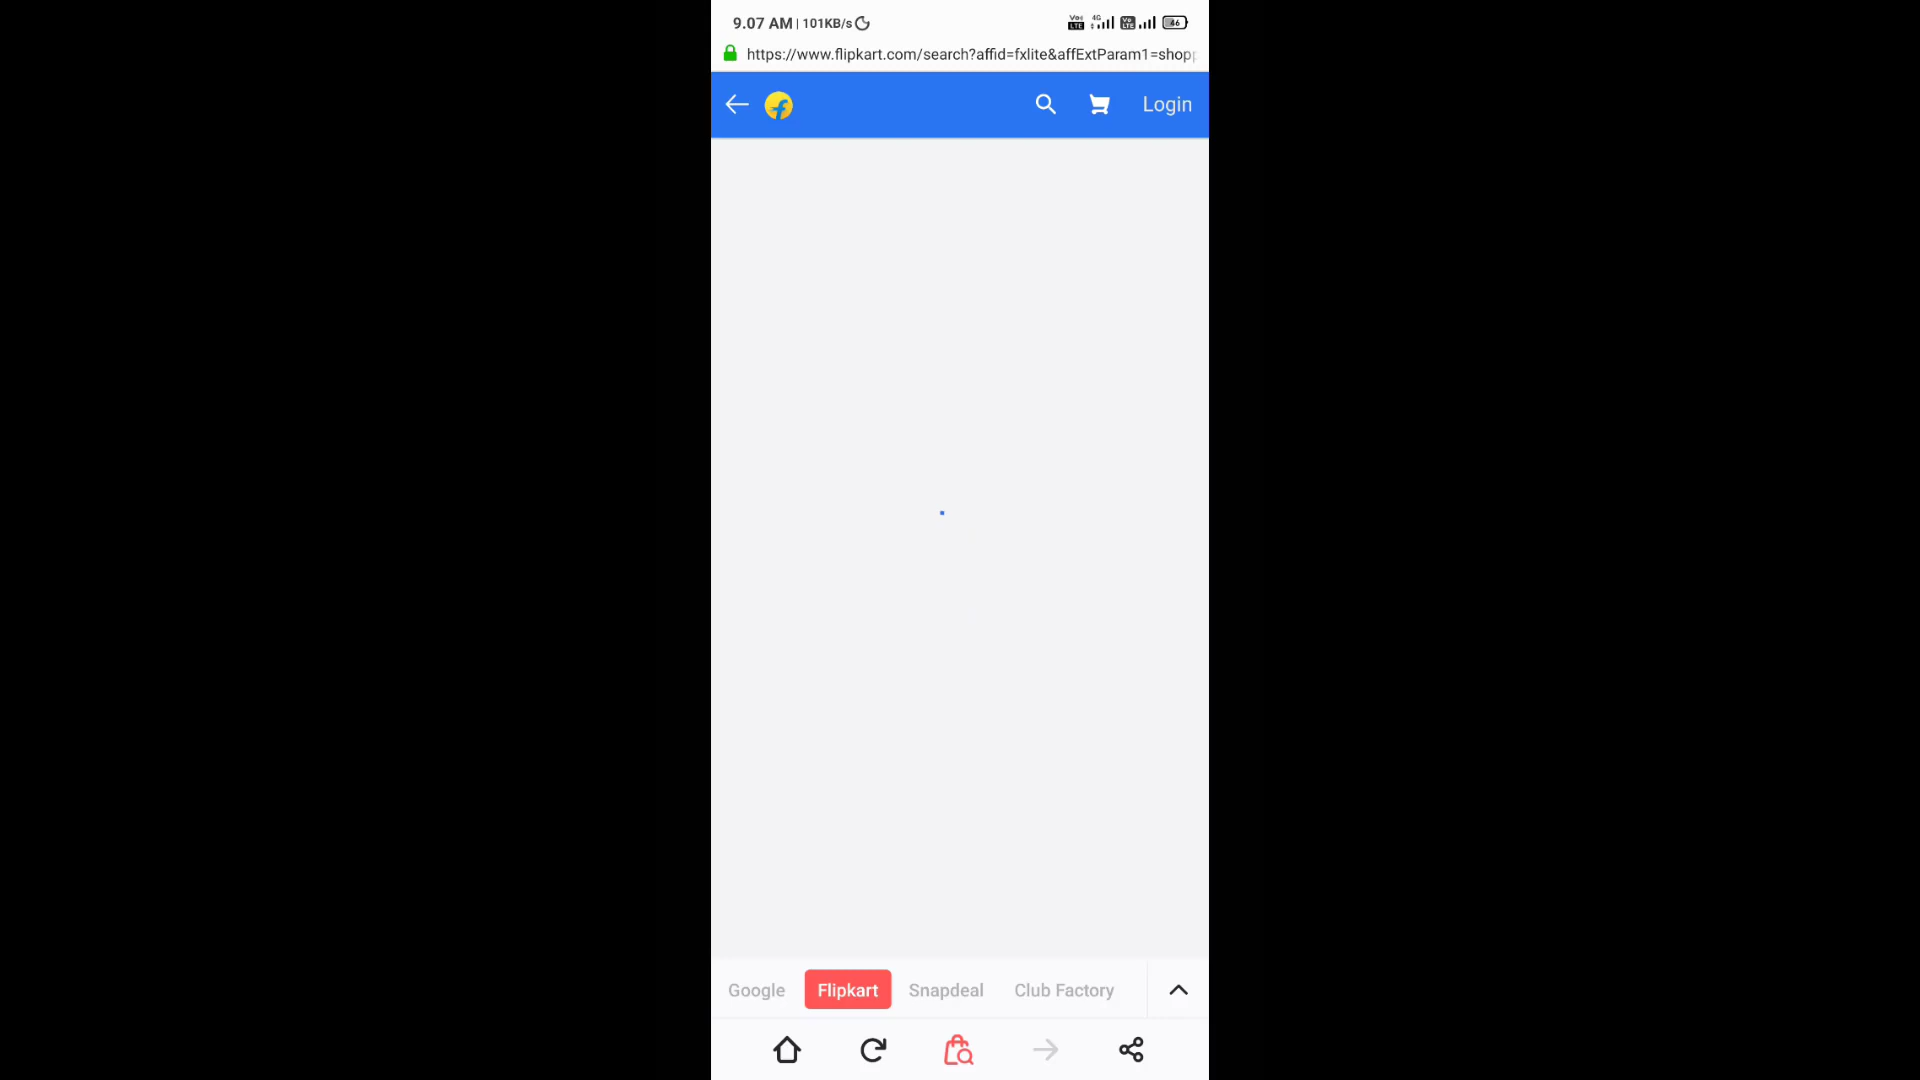 9.07 AM | 101KB/s
46
https://www.flipkart.com/search?affid=fxlite&affExtParam1=shop
Login
Google Flipkart Snapdeal Club Factory